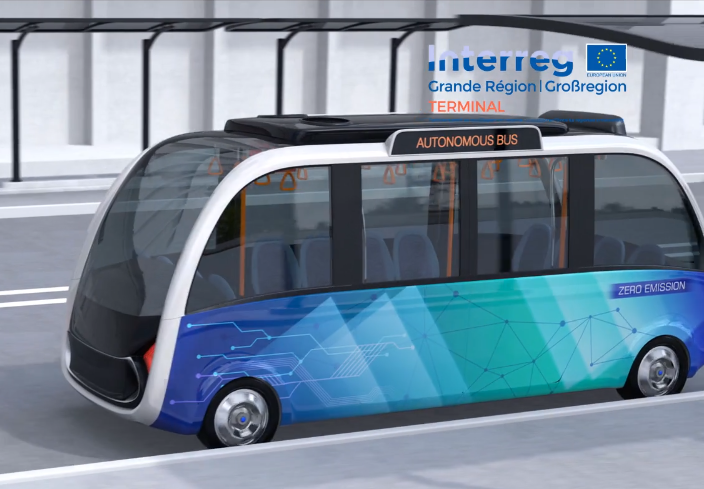 Interreg
EUROPEAN UNION
Grande Région | Großregion
TERMINAL
AUTONOMOUS BUS
ZERO EMISSION